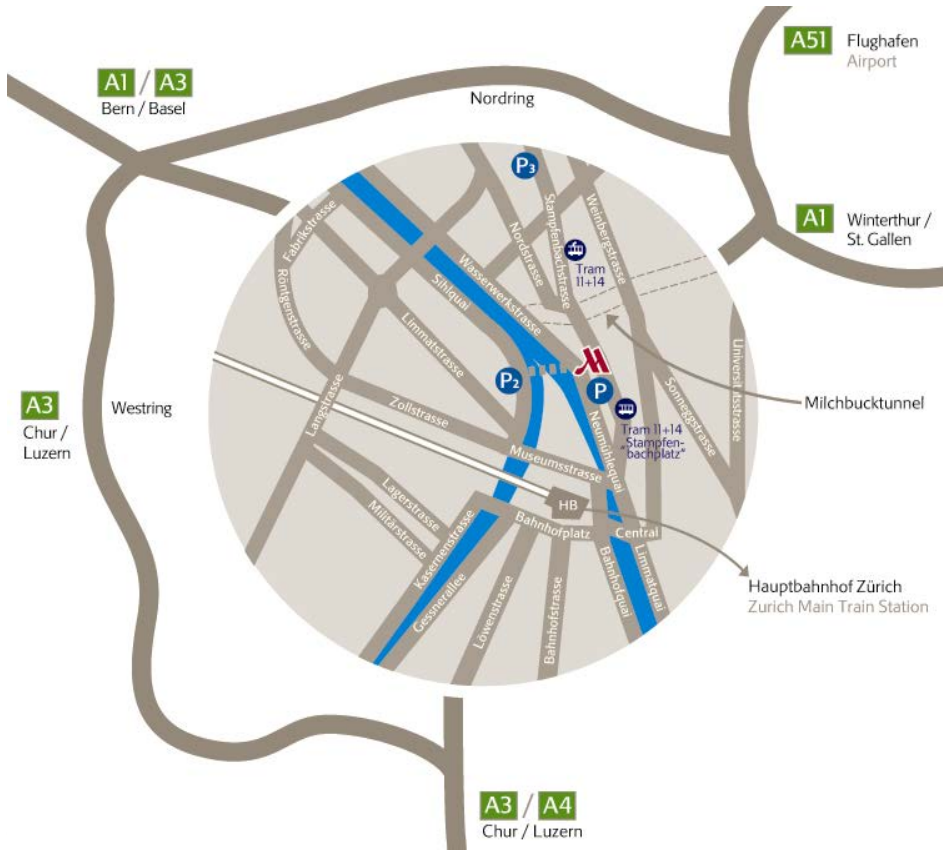 A51 Flughafen
Airport
A1 / A3
Bern / Basel
Nordring
P3
Stampfenbachstrasse
Weinbergstrasse
Nordstrasse
Fabrikstrasse
A1 Winterthur /
St. Gallen
Wasserwerkstrasse
Sihlquai
Tram
11+14
Röntgenstrasse
Limmatstrasse
Langstrasse
P2
P
Universitätsstrasse
Sonneggstrasse
A3
Chur /
Luzern
Westring
Zollstrasse
Neumühlequai
Tram 11+14
"Stampfen-
bachplatz"
Milchbucktunnel
Museumsstrasse
Lagerstrasse
Militärstrasse
HB
Bahnhofplatz
Central
Kasernenstrasse
Gessnerallee
Löwenstrasse
Bahnhofstrasse
Bahnhofquai
Limmatquai
Hauptbahnhof Zürich
Zurich Main Train Station
A3 / A4
Chur / Luzern